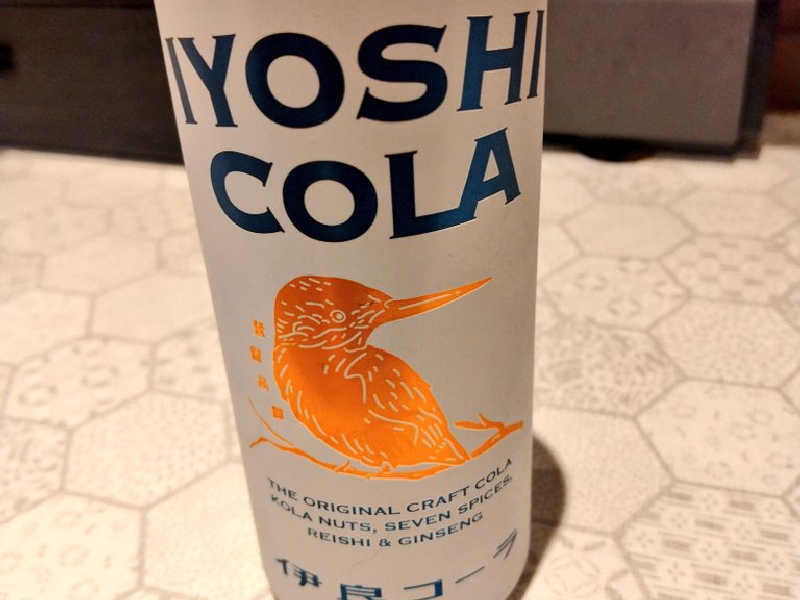 IYOSHI
COLA
THE ORIGINAL CRAFT COLA
KOLA NUTS, SEVEN SPICES,
REISHI & GINSENG
伊良コーラ